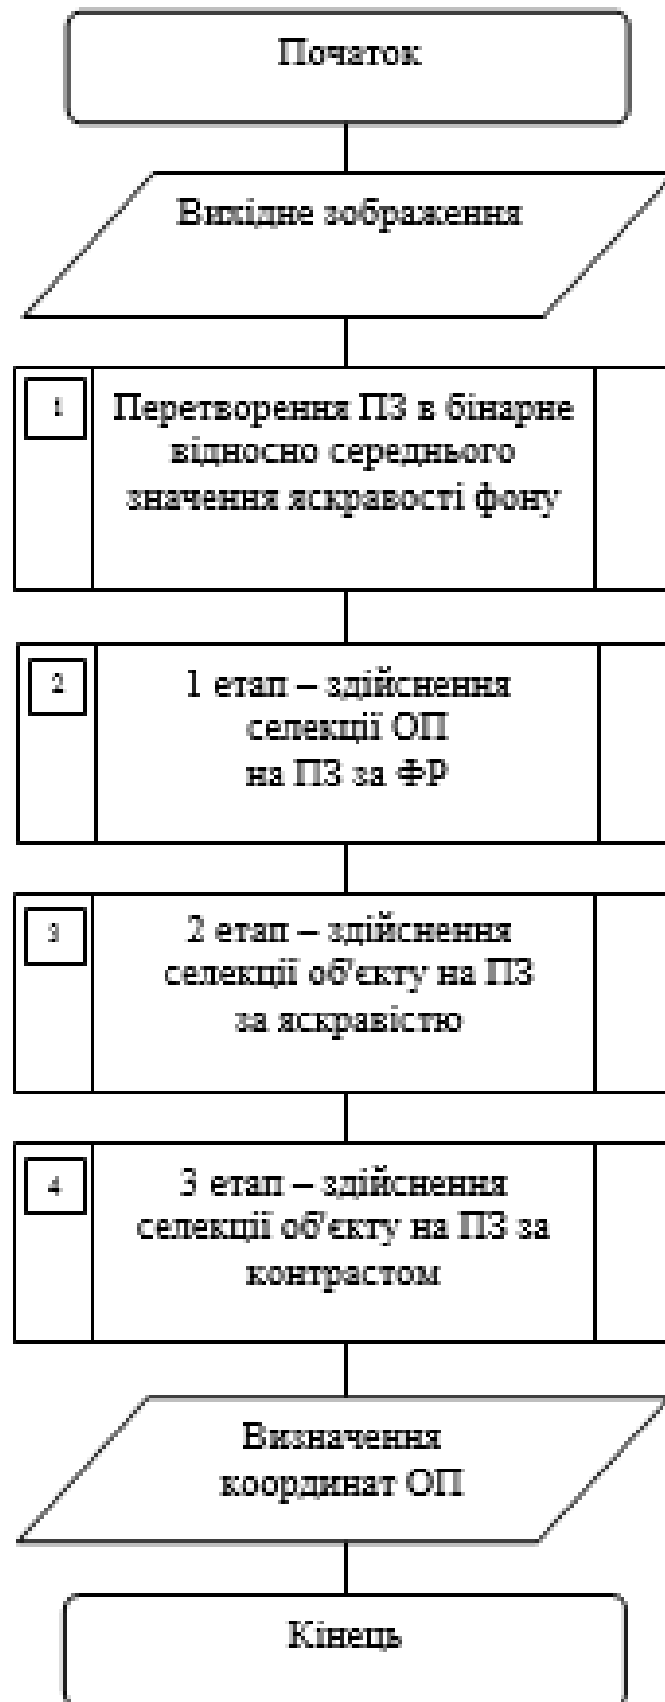 Початок
Вихідне зображення
1
Перетворення ПЗ в бінарне
відносно середнього
значення яскравості фону
2
1 етап – здійснення
селекції ОП
на ПЗ за ФР
3
2 етап – здійснення
селекції об'єкту на ПЗ
за яскравістю
4
3 етап – здійснення
селекції об'єкту на ПЗ за
контрастом
Визначення
координат ОП
Кінець